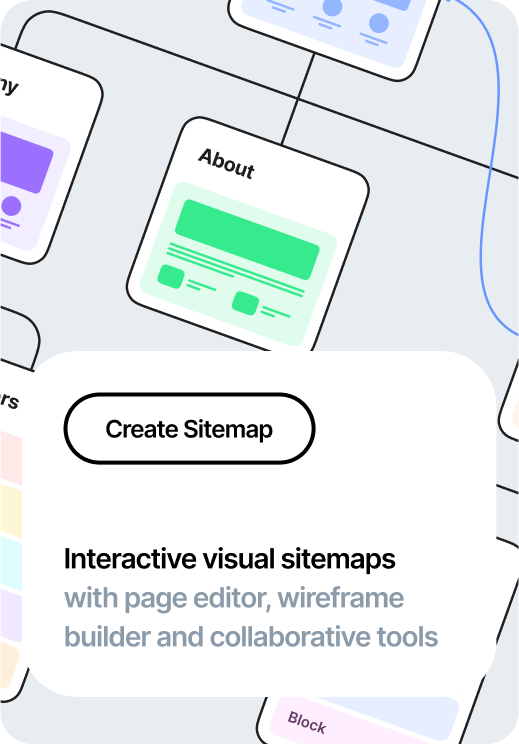 ny
About
rs
Create Sitemap
Interactive visual sitemaps
with page editor, wireframe
builder and collaborative tools
Block